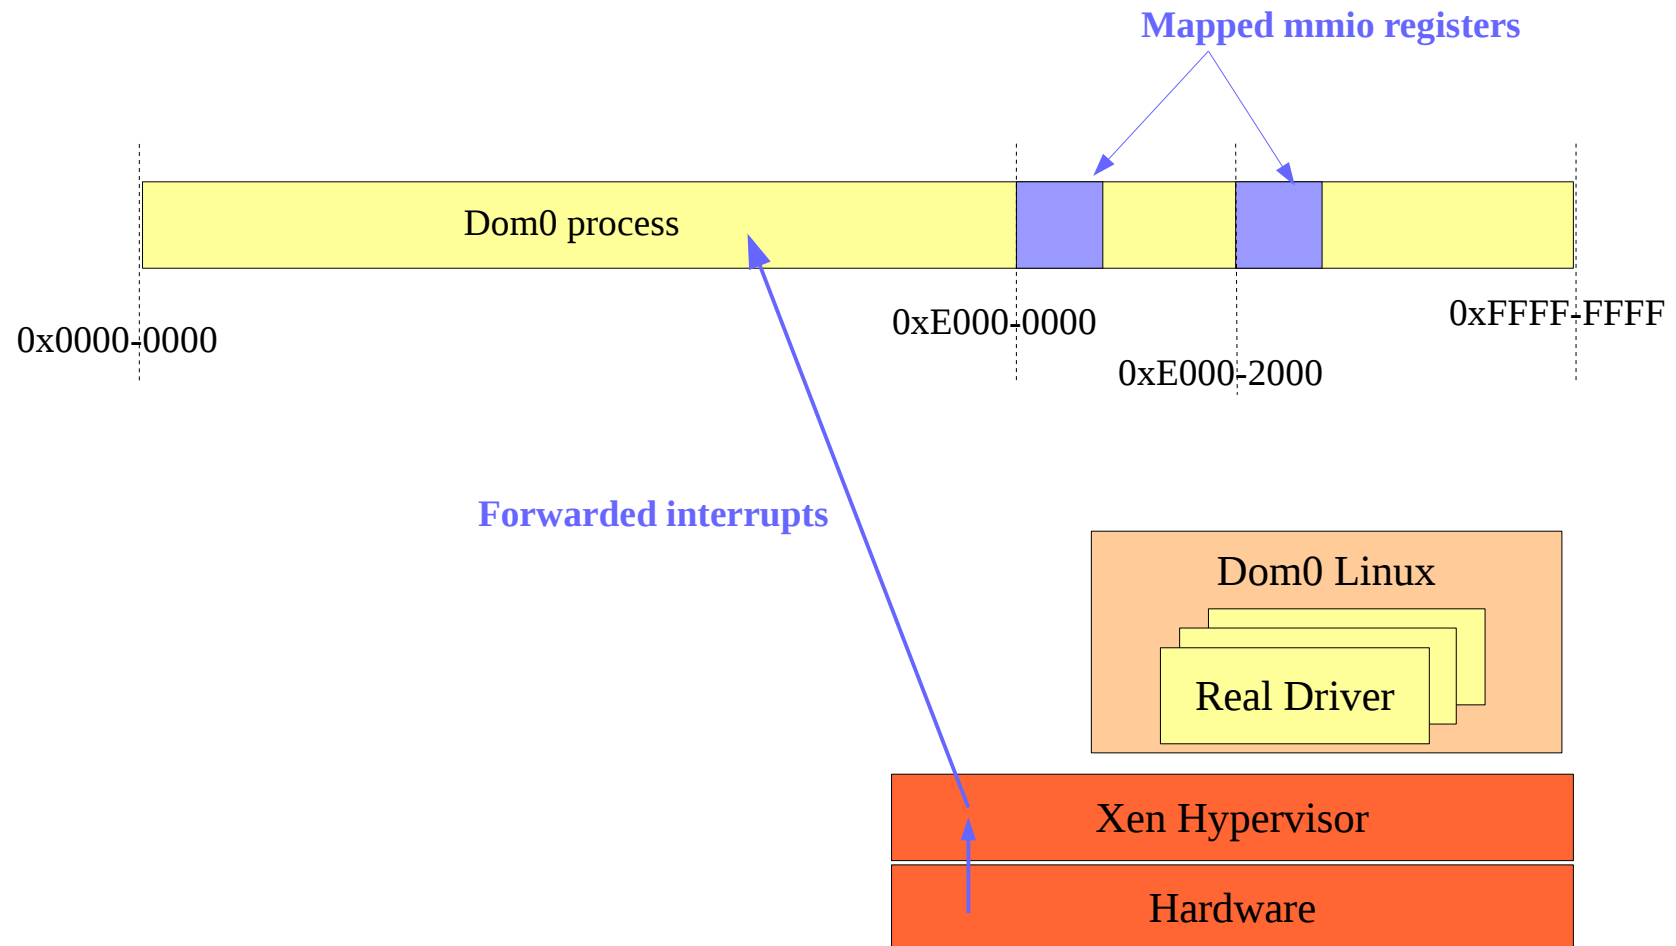 Mapped mmio registers
Dom0 process
0x0000-0000
0xE000-0000
0xE000-2000
0xFFFF-FFFF
Forwarded interrupts
Dom0 Linux
Real Driver
Xen Hypervisor
Hardware